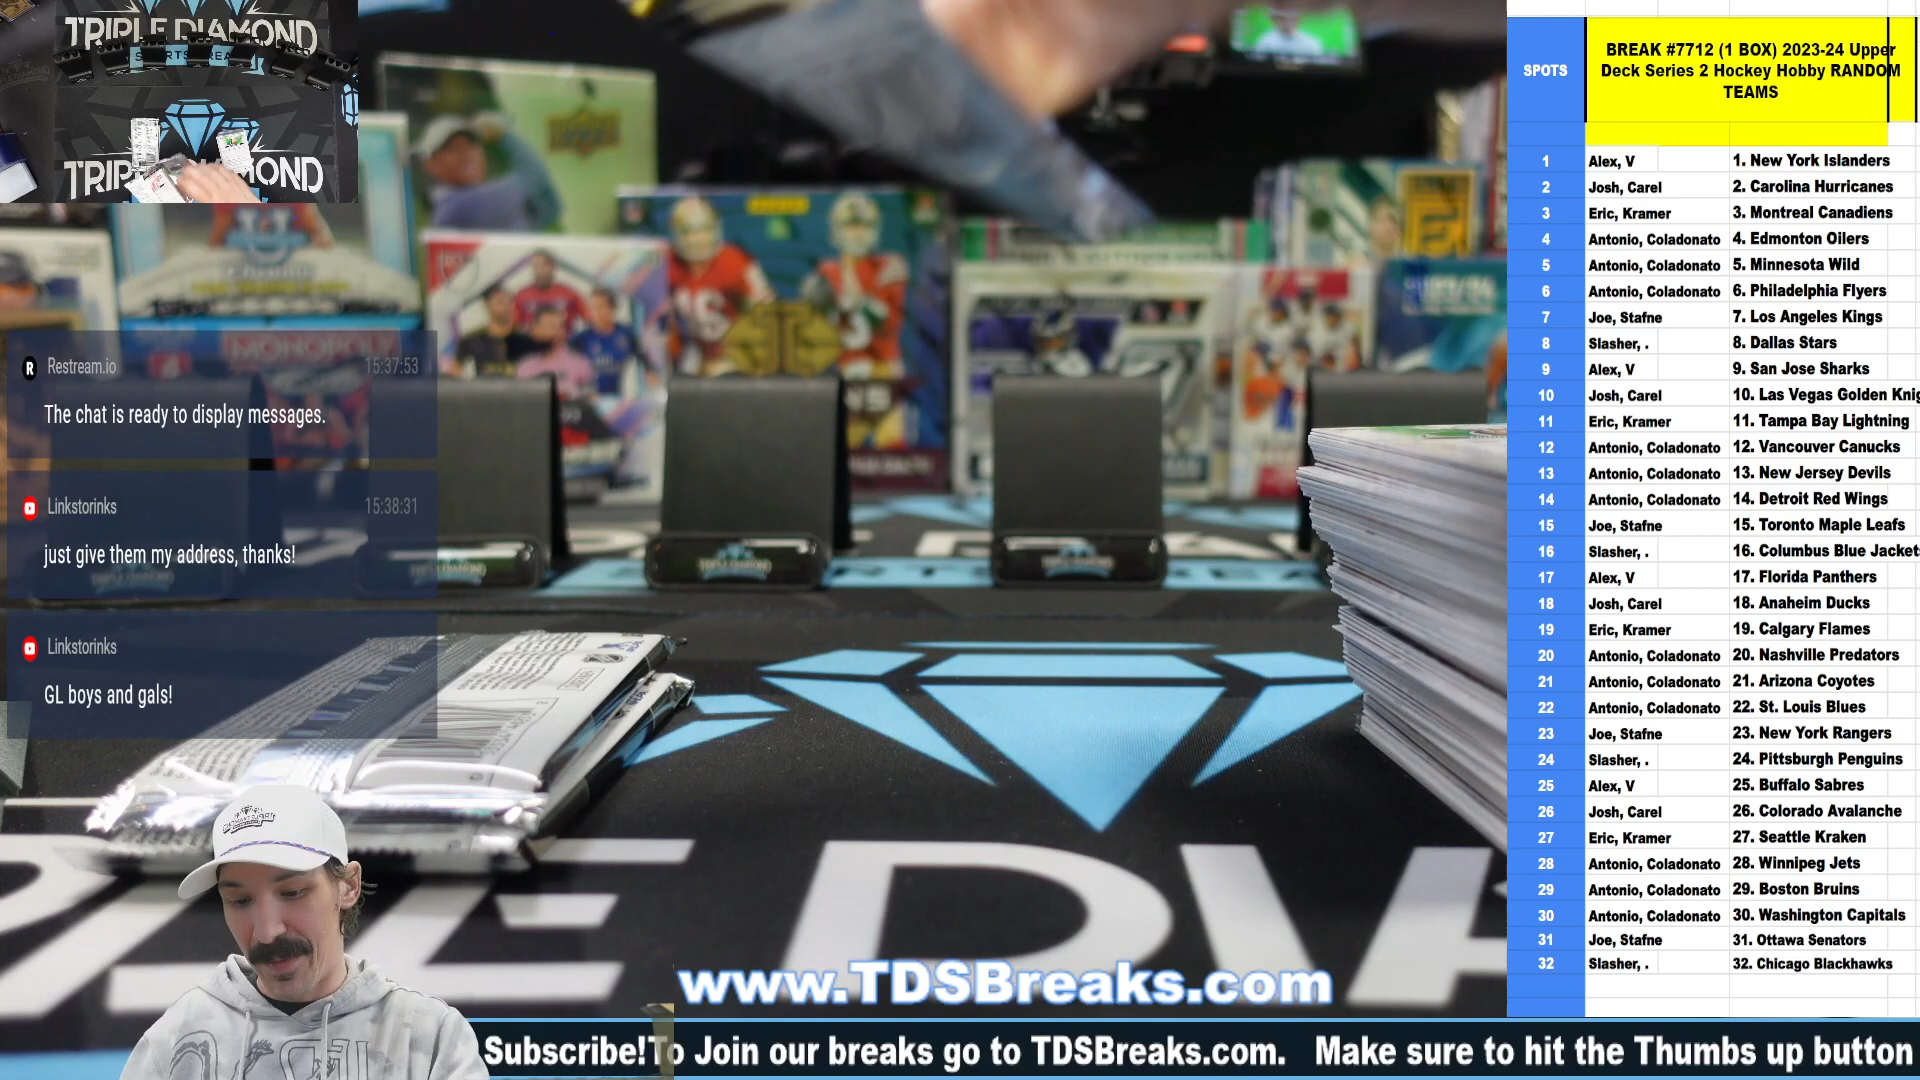 TRIPLE DIAMOND
SPORTS BREAKS
TRIPLE DIAMOND
MONOPOLY
Restream.io 15:37:53
The chat is ready to display messages.
Linkstorinks 15:38:31
just give them my address, thanks!
Linkstorinks
GL boys and gals!
www.TDSBreaks.com
Subscribe!To Join our breaks go to TDSBreaks.com. Make sure to hit the Thumbs up button
SPOTS
BREAK #7712 (1 BOX) 2023-24 Upper
Deck Series 2 Hockey Hobby RANDOM
TEAMS
1 Alex, V 1. New York Islanders
2 Josh, Carel 2. Carolina Hurricanes
3 Eric, Kramer 3. Montreal Canadiens
4 Antonio, Coladonato 4. Edmonton Oilers
5 Antonio, Coladonato 5. Minnesota Wild
6 Antonio, Coladonato 6. Philadelphia Flyers
7 Joe, Stafne 7. Los Angeles Kings
8 Slasher, . 8. Dallas Stars
9 Alex, V 9. San Jose Sharks
10 Josh, Carel 10. Las Vegas Golden Knig
11 Eric, Kramer 11. Tampa Bay Lightning
12 Antonio, Coladonato 12. Vancouver Canucks
13 Antonio, Coladonato 13. New Jersey Devils
14 Antonio, Coladonato 14. Detroit Red Wings
15 Joe, Stafne 15. Toronto Maple Leafs
16 Slasher, . 16. Columbus Blue Jackets
17 Alex, V 17. Florida Panthers
18 Josh, Carel 18. Anaheim Ducks
19 Eric, Kramer 19. Calgary Flames
20 Antonio, Coladonato 20. Nashville Predators
21 Antonio, Coladonato 21. Arizona Coyotes
22 Antonio, Coladonato 22. St. Louis Blues
23 Joe, Stafne 23. New York Rangers
24 Slasher, . 24. Pittsburgh Penguins
25 Alex, V 25. Buffalo Sabres
26 Josh, Carel 26. Colorado Avalanche
27 Eric, Kramer 27. Seattle Kraken
28 Antonio, Coladonato 28. Winnipeg Jets
29 Antonio, Coladonato 29. Boston Bruins
30 Antonio, Coladonato 30. Washington Capitals
31 Joe, Stafne 31. Ottawa Senators
32 Slasher, . 32. Chicago Blackhawks